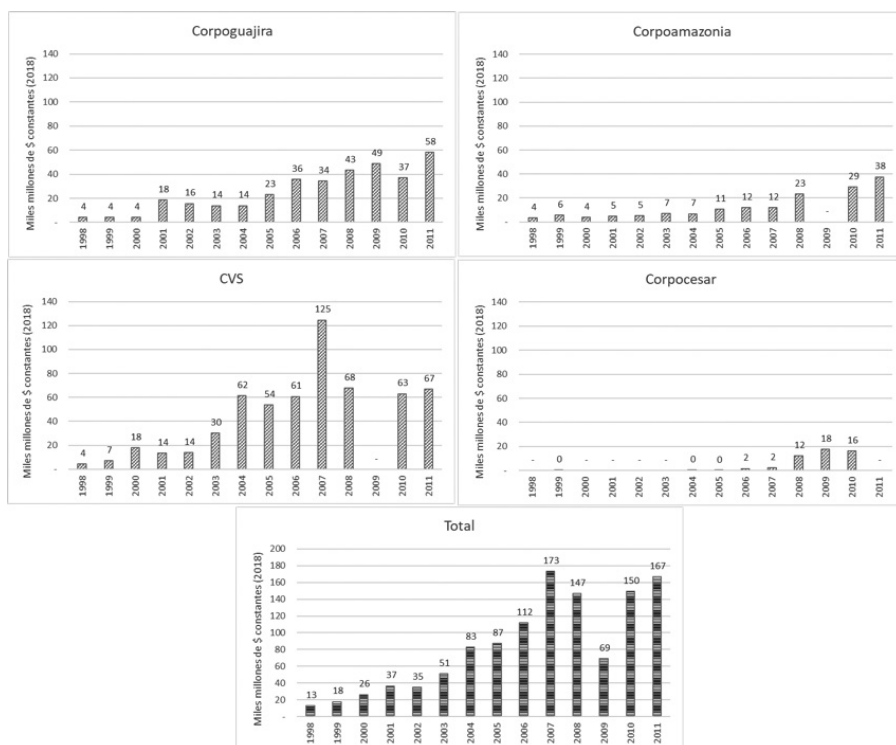 Corpoguajira
Miles millones de $ constantes (2018)
140
120
100
80
60
40
20
-
4 4 4 18 16 14 14 23 36 34 43 49 37 58
1998 1999 2000 2001 2002 2003 2004 2005 2006 2007 2008 2009 2010 2011
Corpoamazonia
Miles millones de $ constantes (2018)
140
120
100
80
60
40
20
-
4 6 4 5 5 7 7 11 12 12 23 - 29 38
1998 1999 2000 2001 2002 2003 2004 2005 2006 2007 2008 2009 2010 2011
CVS
Miles millones de $ constantes (2018)
140
120
100
80
60
40
20
-
4 7 18 14 14 30 62 54 61 125 68 - 63 67
1998 1999 2000 2001 2002 2003 2004 2005 2006 2007 2008 2009 2010 2011
Corpocesar
Miles millones de $ constantes (2018)
140
120
100
80
60
40
20
-
- 0 - - - - 0 0 2 2 12 18 16 -
1998 1999 2000 2001 2002 2003 2004 2005 2006 2007 2008 2009 2010 2011
Total
Miles millones de $ constantes (2018)
200
180
160
140
120
100
80
60
40
20
-
13 18 26 37 35 51 83 87 112 173 147 69 150 167
1998 1999 2000 2001 2002 2003 2004 2005 2006 2007 2008 2009 2010 2011